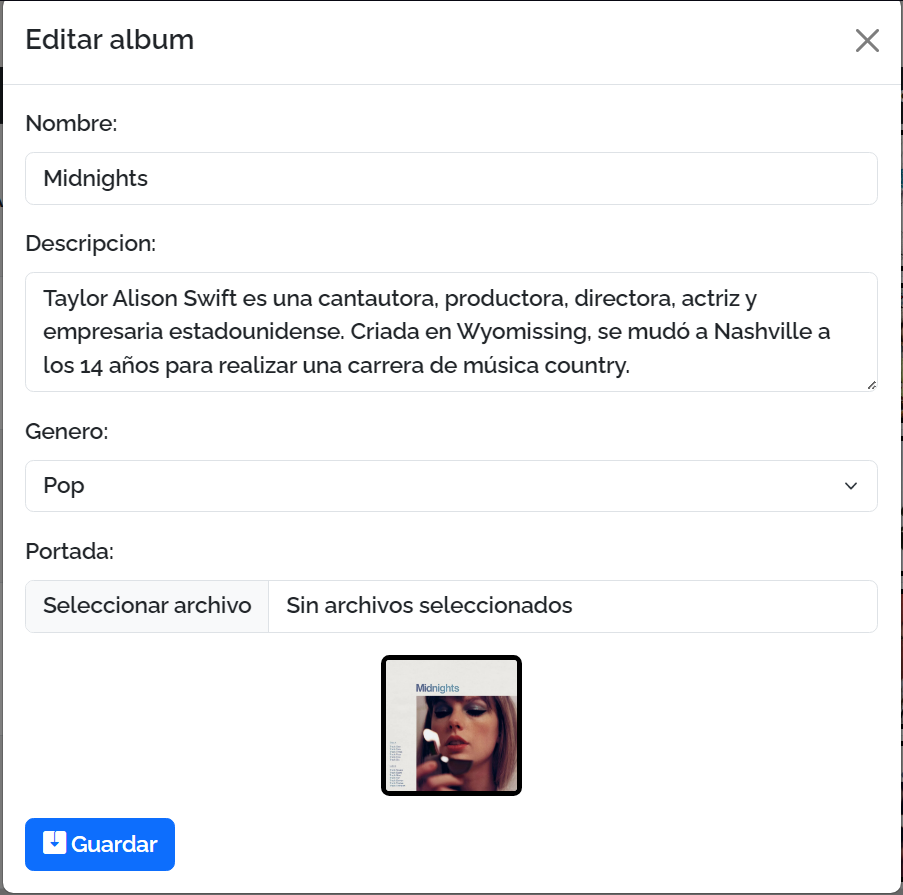 Editar album
Nombre:
Midnights
Descripcion:
Taylor Alison Swift es una cantautora, productora, directora, actriz y
empresaria estadounidense. Criada en Wyomissing, se mudó a Nashville a
los 14 años para realizar una carrera de música country.
Genero:
Pop
Portada:
Seleccionar archivo
Sin archivos seleccionados
Midnights
Guardar